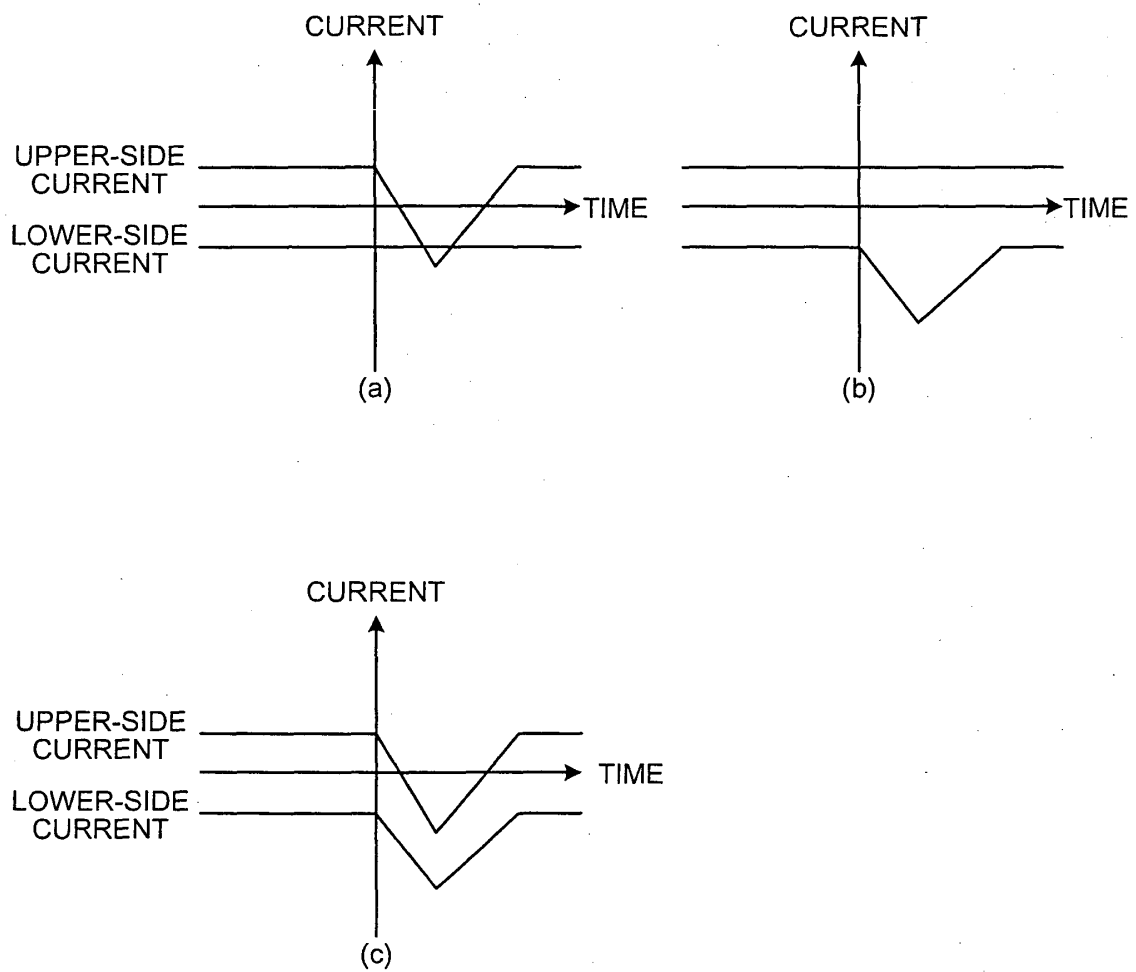 CURRENT
UPPER-SIDE
CURRENT
TIME
LOWER-SIDE
CURRENT
(a)
CURRENT
TIME
(b)
CURRENT
UPPER-SIDE
CURRENT
TIME
LOWER-SIDE
CURRENT
(c)